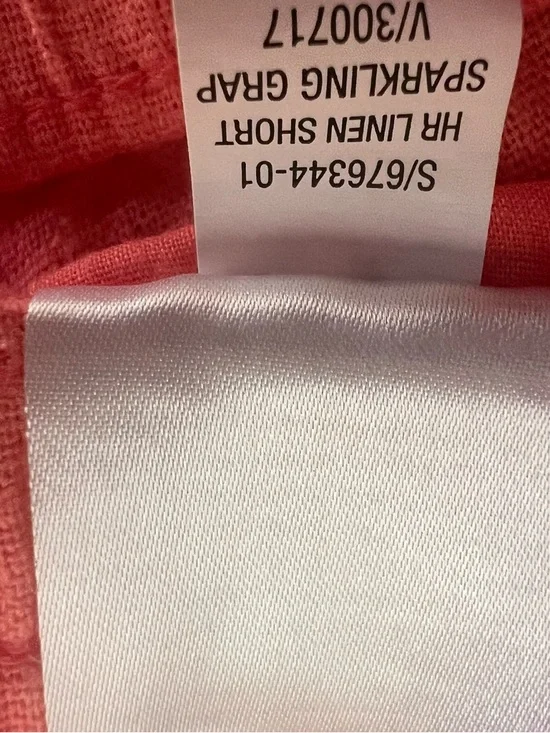 S/676344-01
HR LINEN SHORT
SPARKLING GRAP
V/300717